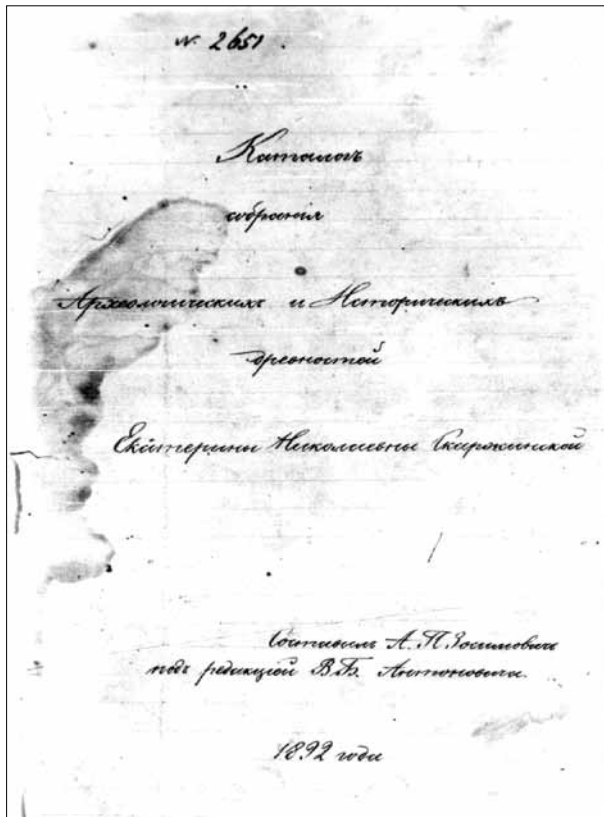 № 2651.
Каталогъ
собранія
Археологическихъ и Историческихъ
древностей
Екатерины Николаевны Скаржинской
Составилъ А. П. Зосимовичъ
подъ редакціей В. Б. Антоновича.
1892 года